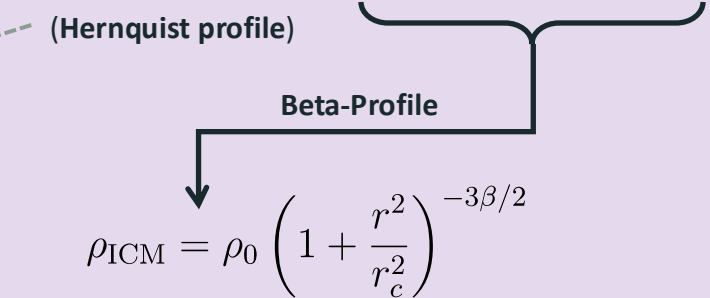 (Hernquist profile)
Beta-Profile
ρ_ICM = ρ_0 (1 + r^2/r_c^2)^{-3β/2}